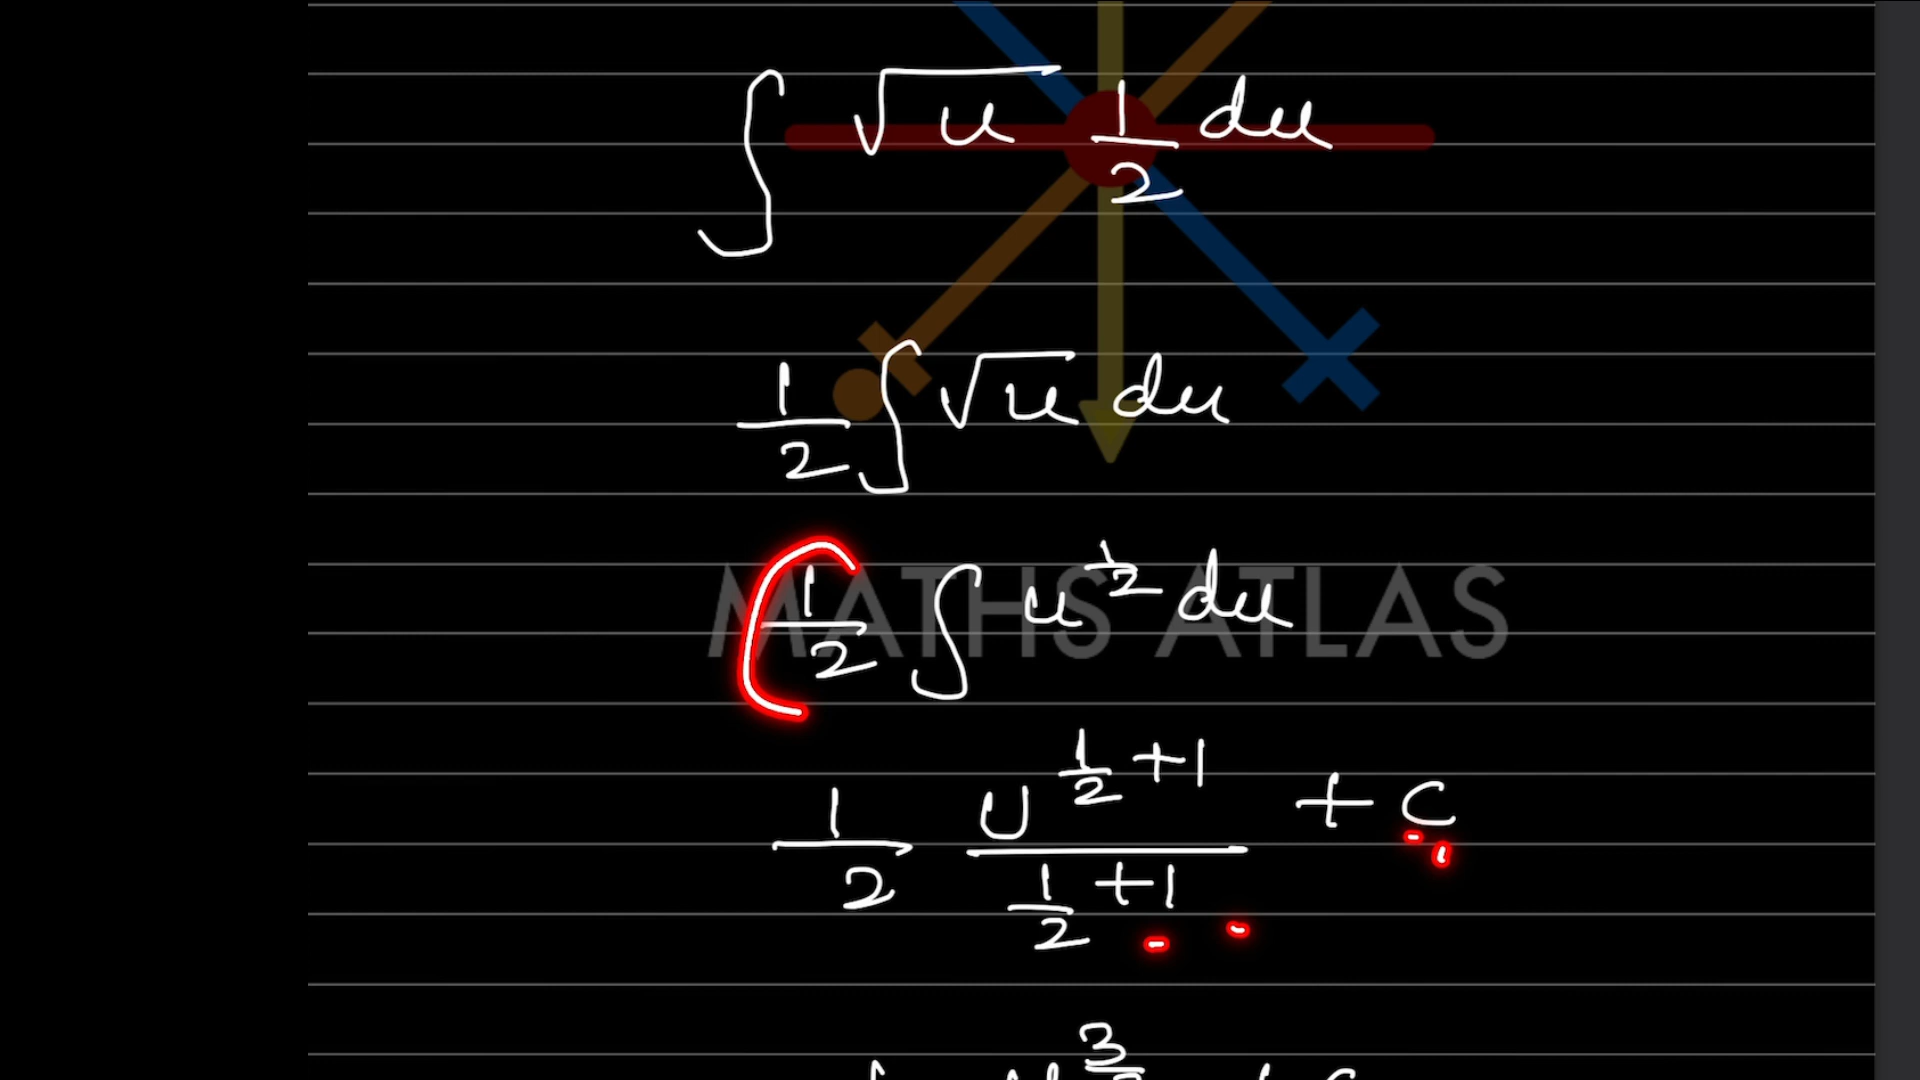 ∫ √u 1/2 du
1/2 ∫ √u du
1/2 ∫ u^{1/2} du
MATHS ATLAS
1/2 u^{1/2 +1}/(1/2 +1) + C
3